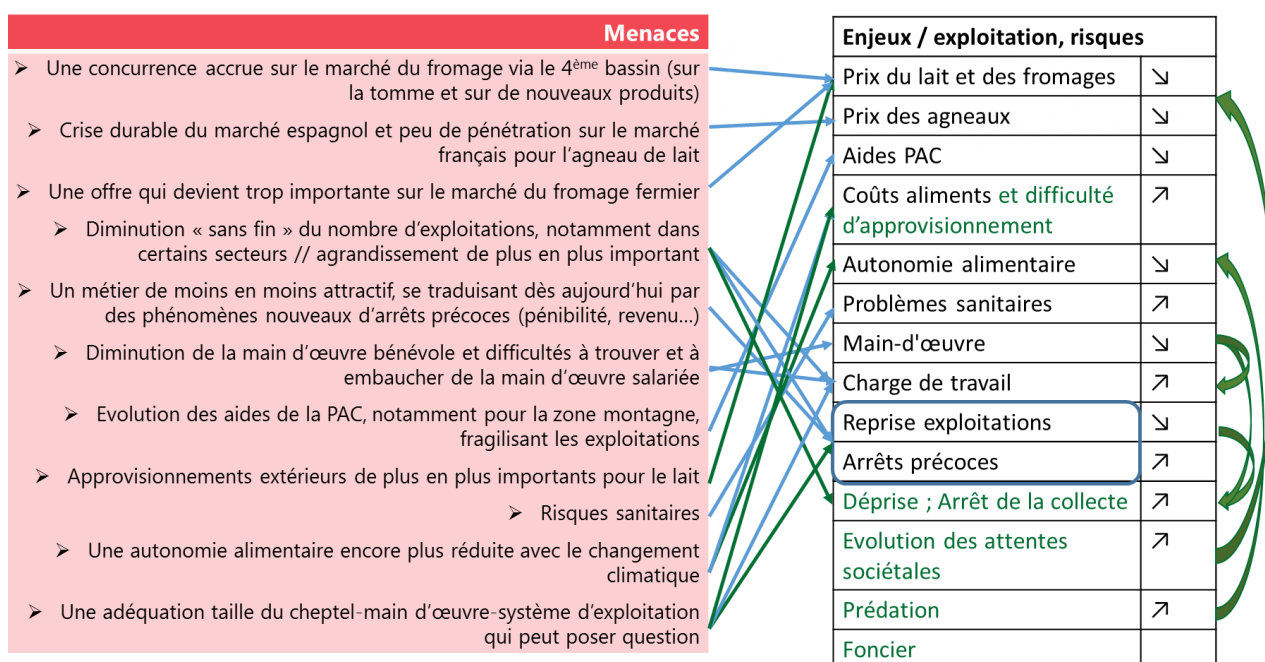 Menaces
➢ Une concurrence accrue sur le marché du fromage via le 4ème bassin (sur
la tomme et sur de nouveaux produits)
➢ Crise durable du marché espagnol et peu de pénétration sur le marché
français pour l'agneau de lait
➢ Une offre qui devient trop importante sur le marché du fromage fermier
➢ Diminution « sans fin » du nombre d'exploitations, notamment dans
certains secteurs // agrandissement de plus en plus important
➢ Un métier de moins en moins attractif, se traduisant dès aujourd'hui par
des phénomènes nouveaux d'arrêts précoces (pénibilité, revenu...)
➢ Diminution de la main d'œuvre bénévole et difficultés à trouver et à
embaucher de la main d'œuvre salariée
➢ Evolution des aides de la PAC, notamment pour la zone montagne,
fragilisant les exploitations
➢ Approvisionnements extérieurs de plus en plus importants pour le lait
➢ Risques sanitaires
➢ Une autonomie alimentaire encore plus réduite avec le changement
climatique
➢ Une adéquation taille du cheptel-main d'œuvre-système d'exploitation
qui peut poser question
Enjeux / exploitation, risques
Prix du lait et des fromages ↘
Prix des agneaux ↘
Aides PAC ↘
Coûts aliments et difficulté ↗
d'approvisionnement
Autonomie alimentaire ↘
Problèmes sanitaires ↗
Main-d'œuvre ↘
Charge de travail ↗
Reprise exploitations ↘
Arrêts précoces ↗
Déprise ; Arrêt de la collecte ↗
Evolution des attentes ↗
sociétales
Prédation ↗
Foncier